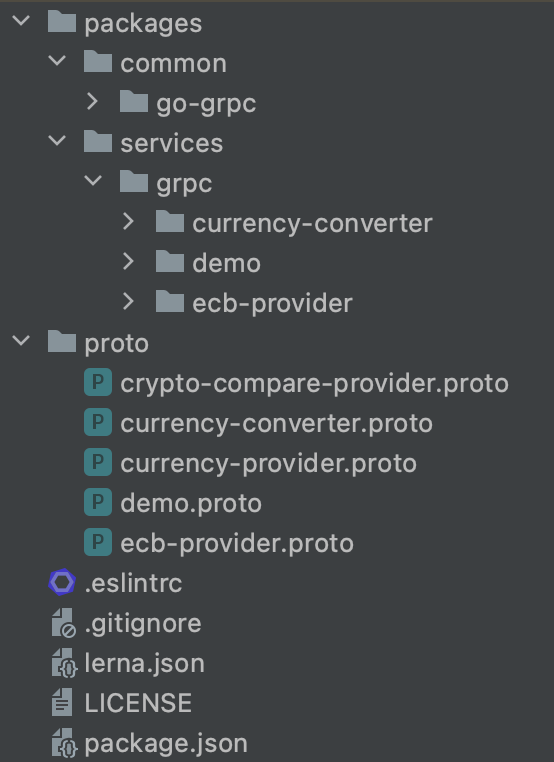 packages
common
go-grpc
services
grpc
currency-converter
demo
ecb-provider
proto
P crypto-compare-provider.proto
P currency-converter.proto
P currency-provider.proto
P demo.proto
P ecb-provider.proto
.eslintrc
.gitignore
lerna.json
LICENSE
package.json